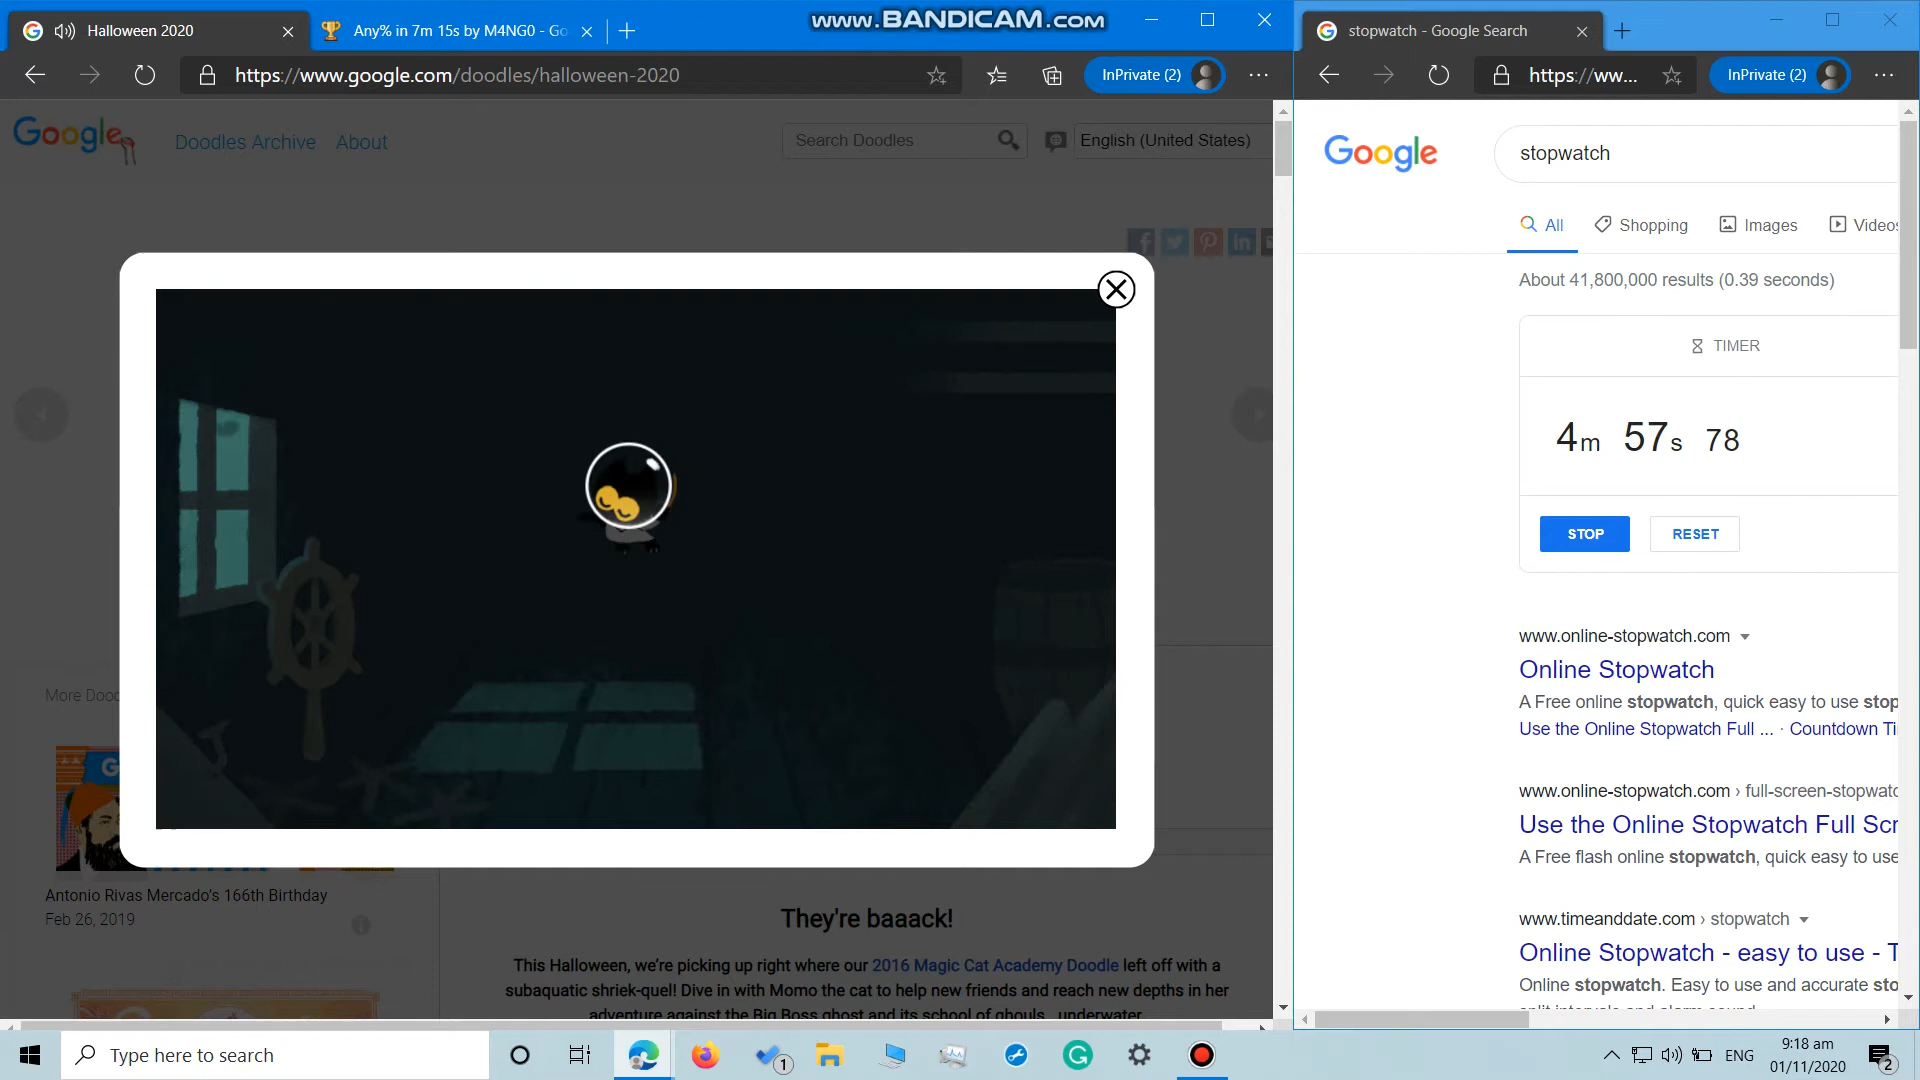 Halloween 2020
Any% in 7m 15s by M4NG0 - Go
www.BANDICAM.com
stopwatch - Google Search
https://www.google.com/doodles/halloween-2020
InPrivate (2)
https://ww...
InPrivate (2)
Google
Doodles Archive
About
Search Doodles
English (United States)
Google
stopwatch
All
Shopping
Images
Videos
About 41,800,000 results (0.39 seconds)
TIMER
4m 57s 78
STOP
RESET
www.online-stopwatch.com
Online Stopwatch
A Free online stopwatch, quick easy to use stop
Use the Online Stopwatch Full ... · Countdown Ti
www.online-stopwatch.com › full-screen-stopwatc
Use the Online Stopwatch Full Scr
A Free flash online stopwatch, quick easy to use
www.timeanddate.com › stopwatch
Online Stopwatch - easy to use - T
Online Stopwatch. Easy to use and accurate sto
More Dood
Antonio Rivas Mercado's 166th Birthday
Feb 26, 2019
They're baaack!
This Halloween, we're picking up right where our 2016 Magic Cat Academy Doodle left off with a
subaquatic shriek-quel! Dive in with Momo the cat to help new friends and reach new depths in her
adventure against the Big Boss ghost and its school of ghouls...underwater
Type here to search
1
ENG
9:18 am
01/11/2020
2